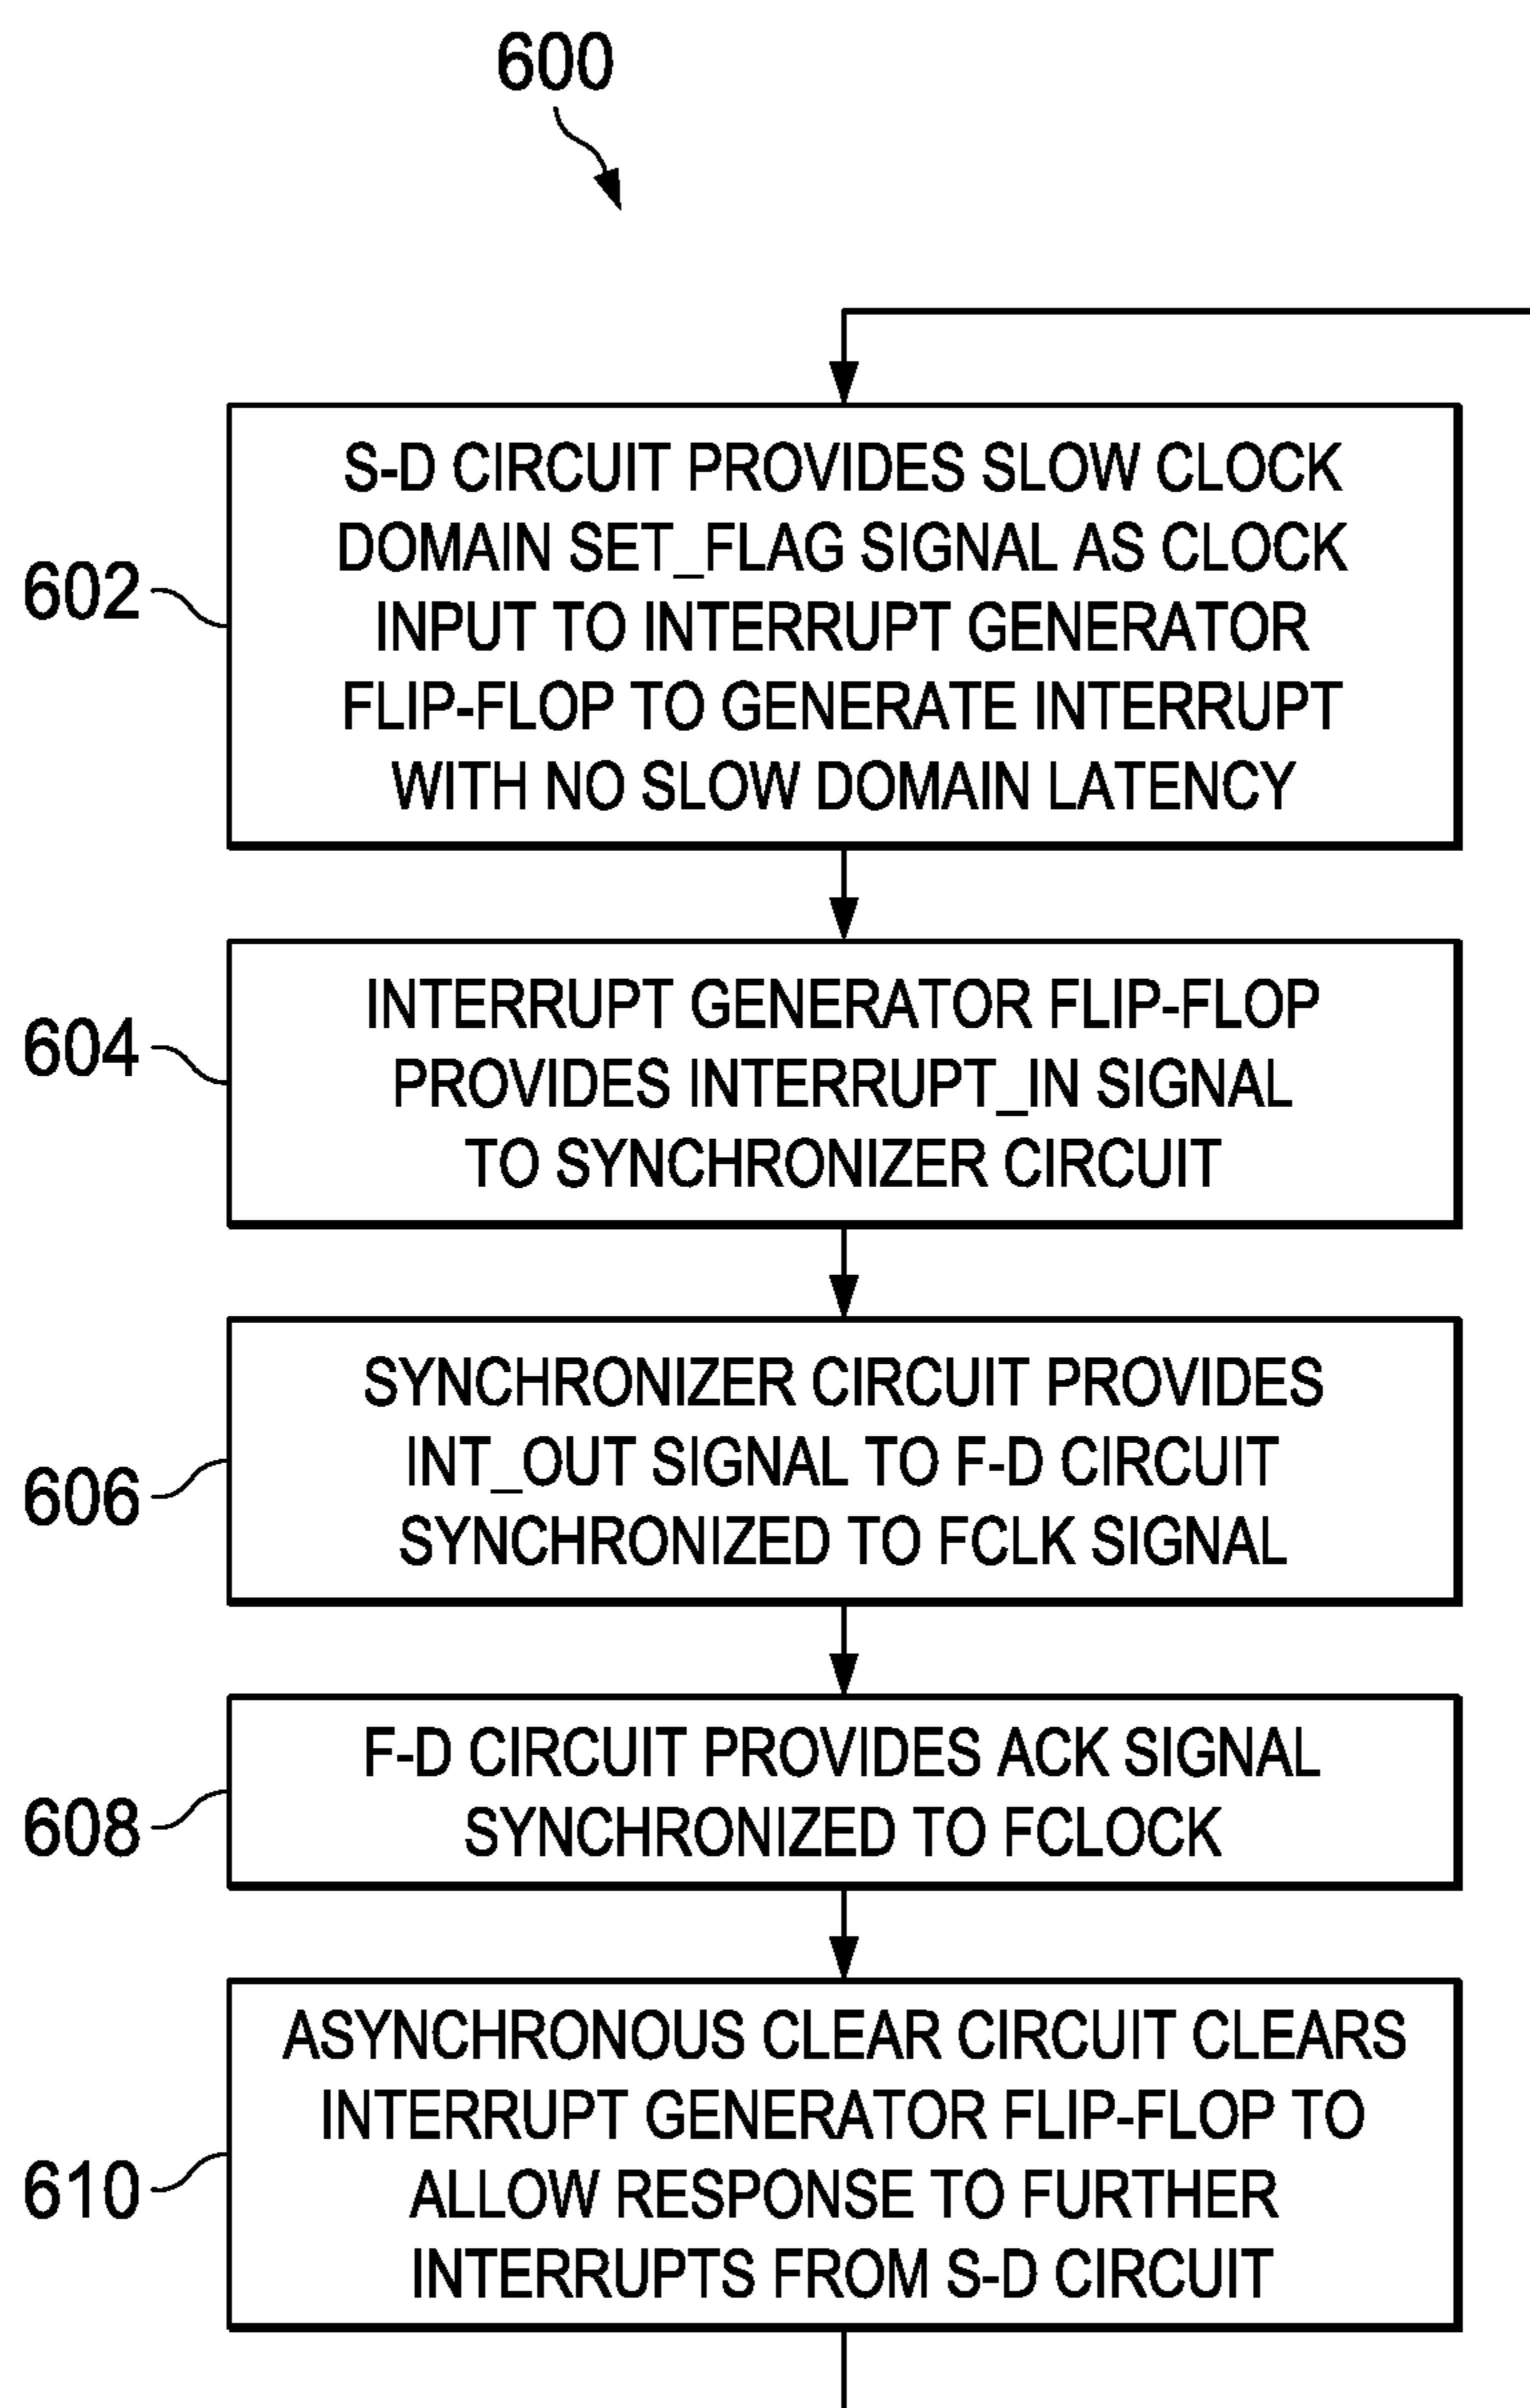 600
602
S-D CIRCUIT PROVIDES SLOW CLOCK
DOMAIN SET_FLAG SIGNAL AS CLOCK
INPUT TO INTERRUPT GENERATOR
FLIP-FLOP TO GENERATE INTERRUPT
WITH NO SLOW DOMAIN LATENCY
604
INTERRUPT GENERATOR FLIP-FLOP
PROVIDES INTERRUPT_IN SIGNAL
TO SYNCHRONIZER CIRCUIT
606
SYNCHRONIZER CIRCUIT PROVIDES
INT_OUT SIGNAL TO F-D CIRCUIT
SYNCHRONIZED TO FCLK SIGNAL
608
F-D CIRCUIT PROVIDES ACK SIGNAL
SYNCHRONIZED TO FCLOCK
610
ASYNCHRONOUS CLEAR CIRCUIT CLEARS
INTERRUPT GENERATOR FLIP-FLOP TO
ALLOW RESPONSE TO FURTHER
INTERRUPTS FROM S-D CIRCUIT